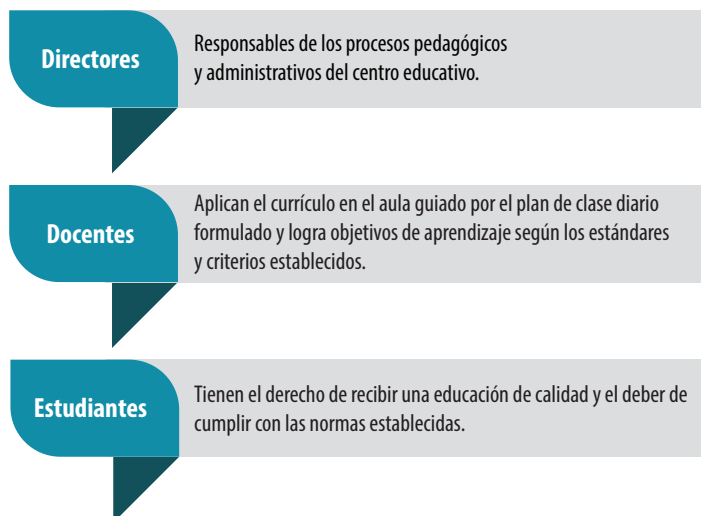 Directores
Responsables de los procesos pedagógicos
y administrativos del centro educativo.
Docentes
Aplican el currículo en el aula guiado por el plan de clase diario
formulado y logra objetivos de aprendizaje según los estándares
y criterios establecidos.
Estudiantes
Tienen el derecho de recibir una educación de calidad y el deber de
cumplir con las normas establecidas.